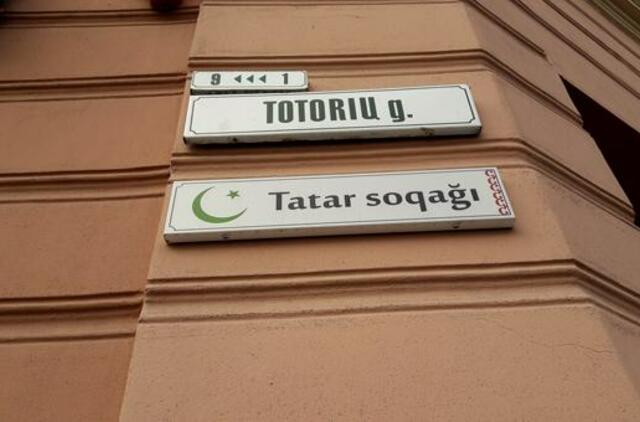 9 ◄◄◄ 1
TOTORIŲ g.
Tatar soqağı